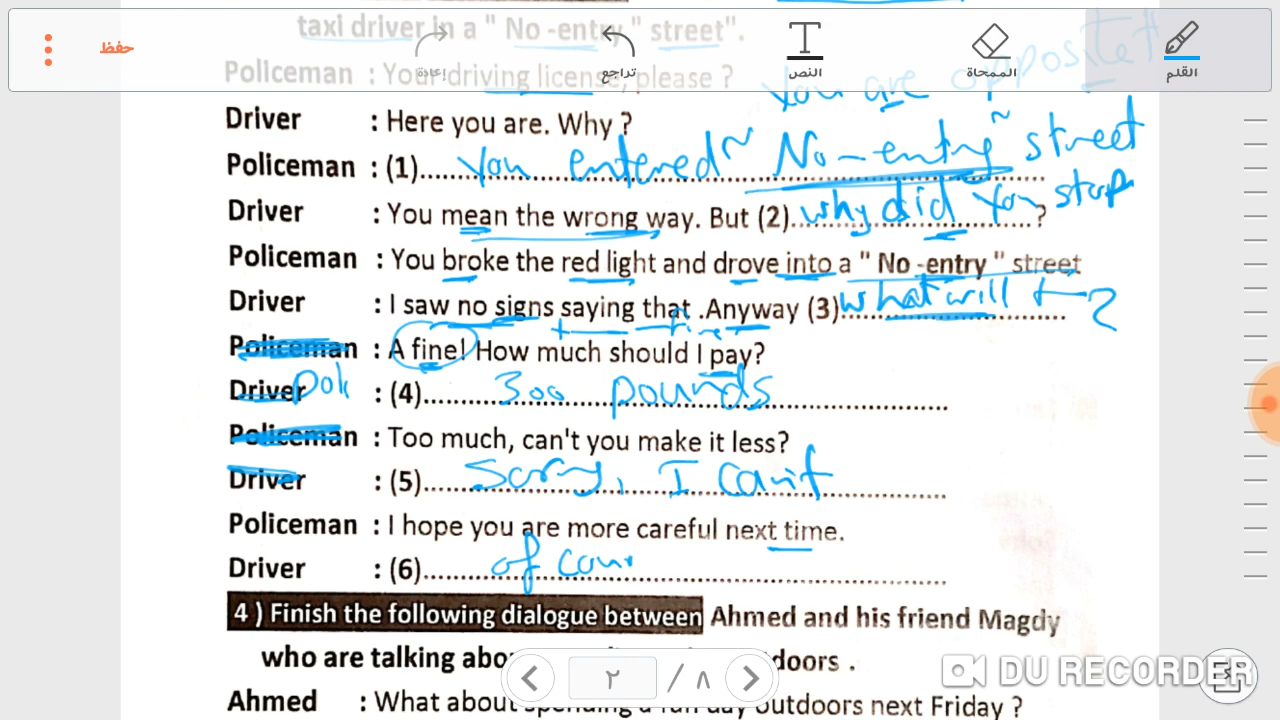 taxi driver in a " No -entry " street".
حفظ
إعادة
تراجع
النص
الممحاة
القلم
Policeman : Your driving license, please ?
You are opposite
Driver : Here you are. Why ?
Policeman : (1)..... You entered No-entry street
Driver : You mean the wrong way. But (2)..why did you stop ?
Policeman : You broke the red light and drove into a " No -entry " street
Driver : I saw no signs saying that .Anyway (3)what will ?
Policeman : A fine! How much should I pay?
Driver : (4)......... 300 pounds
Policeman : Too much, can't you make it less?
Driver : (5)..... Sorry, I can't
Policeman : I hope you are more careful next time.
Driver : (6)....... of cour
4 ) Finish the following dialogue between Ahmed and his friend Magdy
who are talking doors .
٢ / ٨
DU RECORDER
Ahmed : What about spending a fun day outdoors next Friday ?